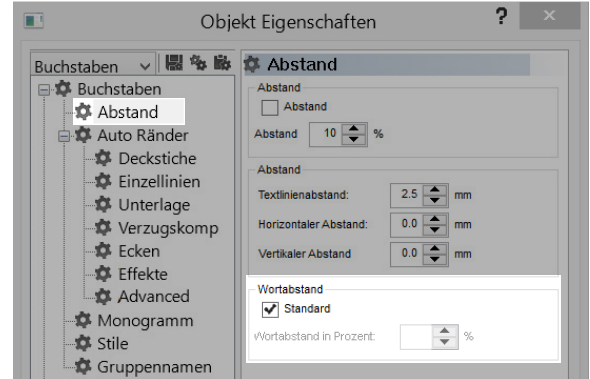 Objekt Eigenschaften
?
Buchstaben
Buchstaben
Abstand
Auto Ränder
Deckstiche
Einzellinien
Unterlage
Verzugskomp
Ecken
Effekte
Advanced
Monogramm
Stile
Gruppennamen
Abstand
Abstand
Abstand
Abstand 10 %
Abstand
Textlinienabstand: 2.5 mm
Horizontaler Abstand: 0.0 mm
Vertikaler Abstand 0.0 mm
Wortabstand
Standard
Wortabstand in Prozent: %